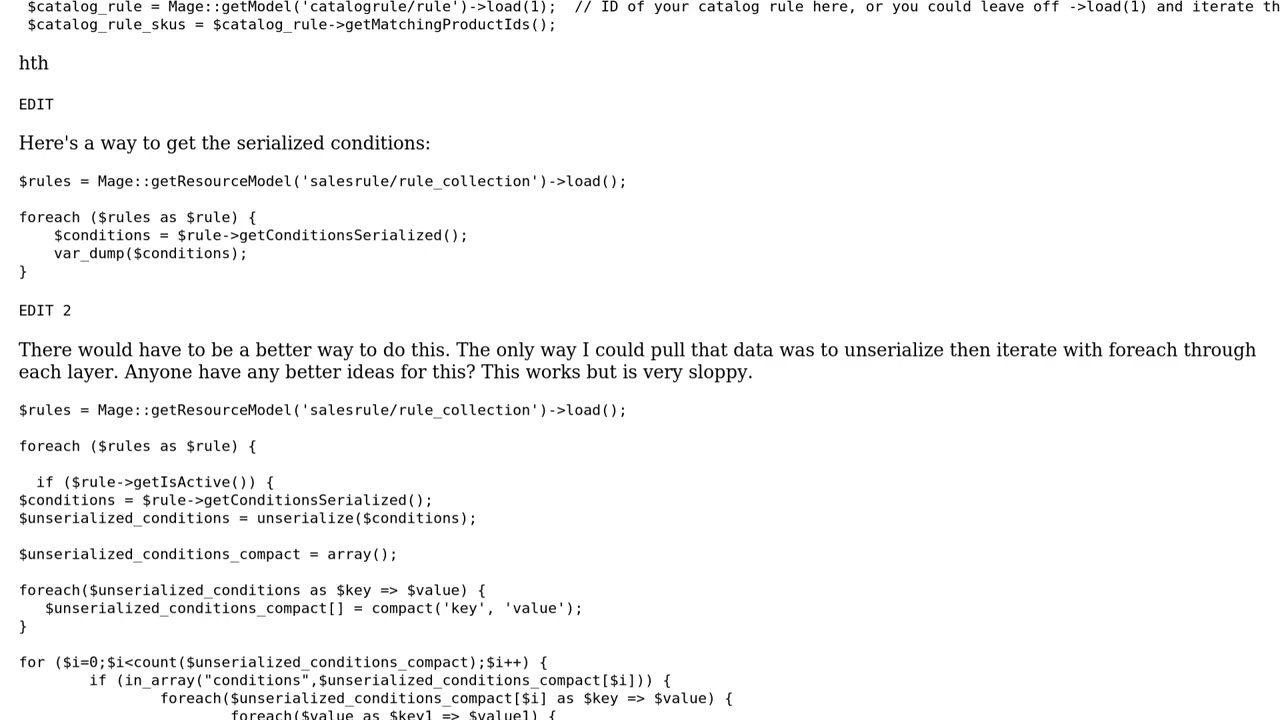 $catalog_rule = Mage::getModel('catalogrule/rule')->load(1);  // ID of your catalog rule here, or you could leave off ->load(1) and iterate th
 $catalog_rule_skus = $catalog_rule->getMatchingProductIds();
hth
EDIT
Here's a way to get the serialized conditions:
$rules = Mage::getResourceModel('salesrule/rule_collection')->load();
foreach ($rules as $rule) {
    $conditions = $rule->getConditionsSerialized();
    var_dump($conditions);
}
EDIT 2
There would have to be a better way to do this. The only way I could pull that data was to unserialize then iterate with foreach through
each layer. Anyone have any better ideas for this? This works but is very sloppy.
$rules = Mage::getResourceModel('salesrule/rule_collection')->load();
foreach ($rules as $rule) {
  if ($rule->getIsActive()) {
$conditions = $rule->getConditionsSerialized();
$unserialized_conditions = unserialize($conditions);
$unserialized_conditions_compact = array();
foreach($unserialized_conditions as $key => $value) {
   $unserialized_conditions_compact[] = compact('key', 'value');
}
for ($i=0;$i<count($unserialized_conditions_compact);$i++) {
        if (in_array("conditions",$unserialized_conditions_compact[$i])) {
                foreach($unserialized_conditions_compact[$i] as $key => $value) {
                        foreach($value as $key1 => $value1) {